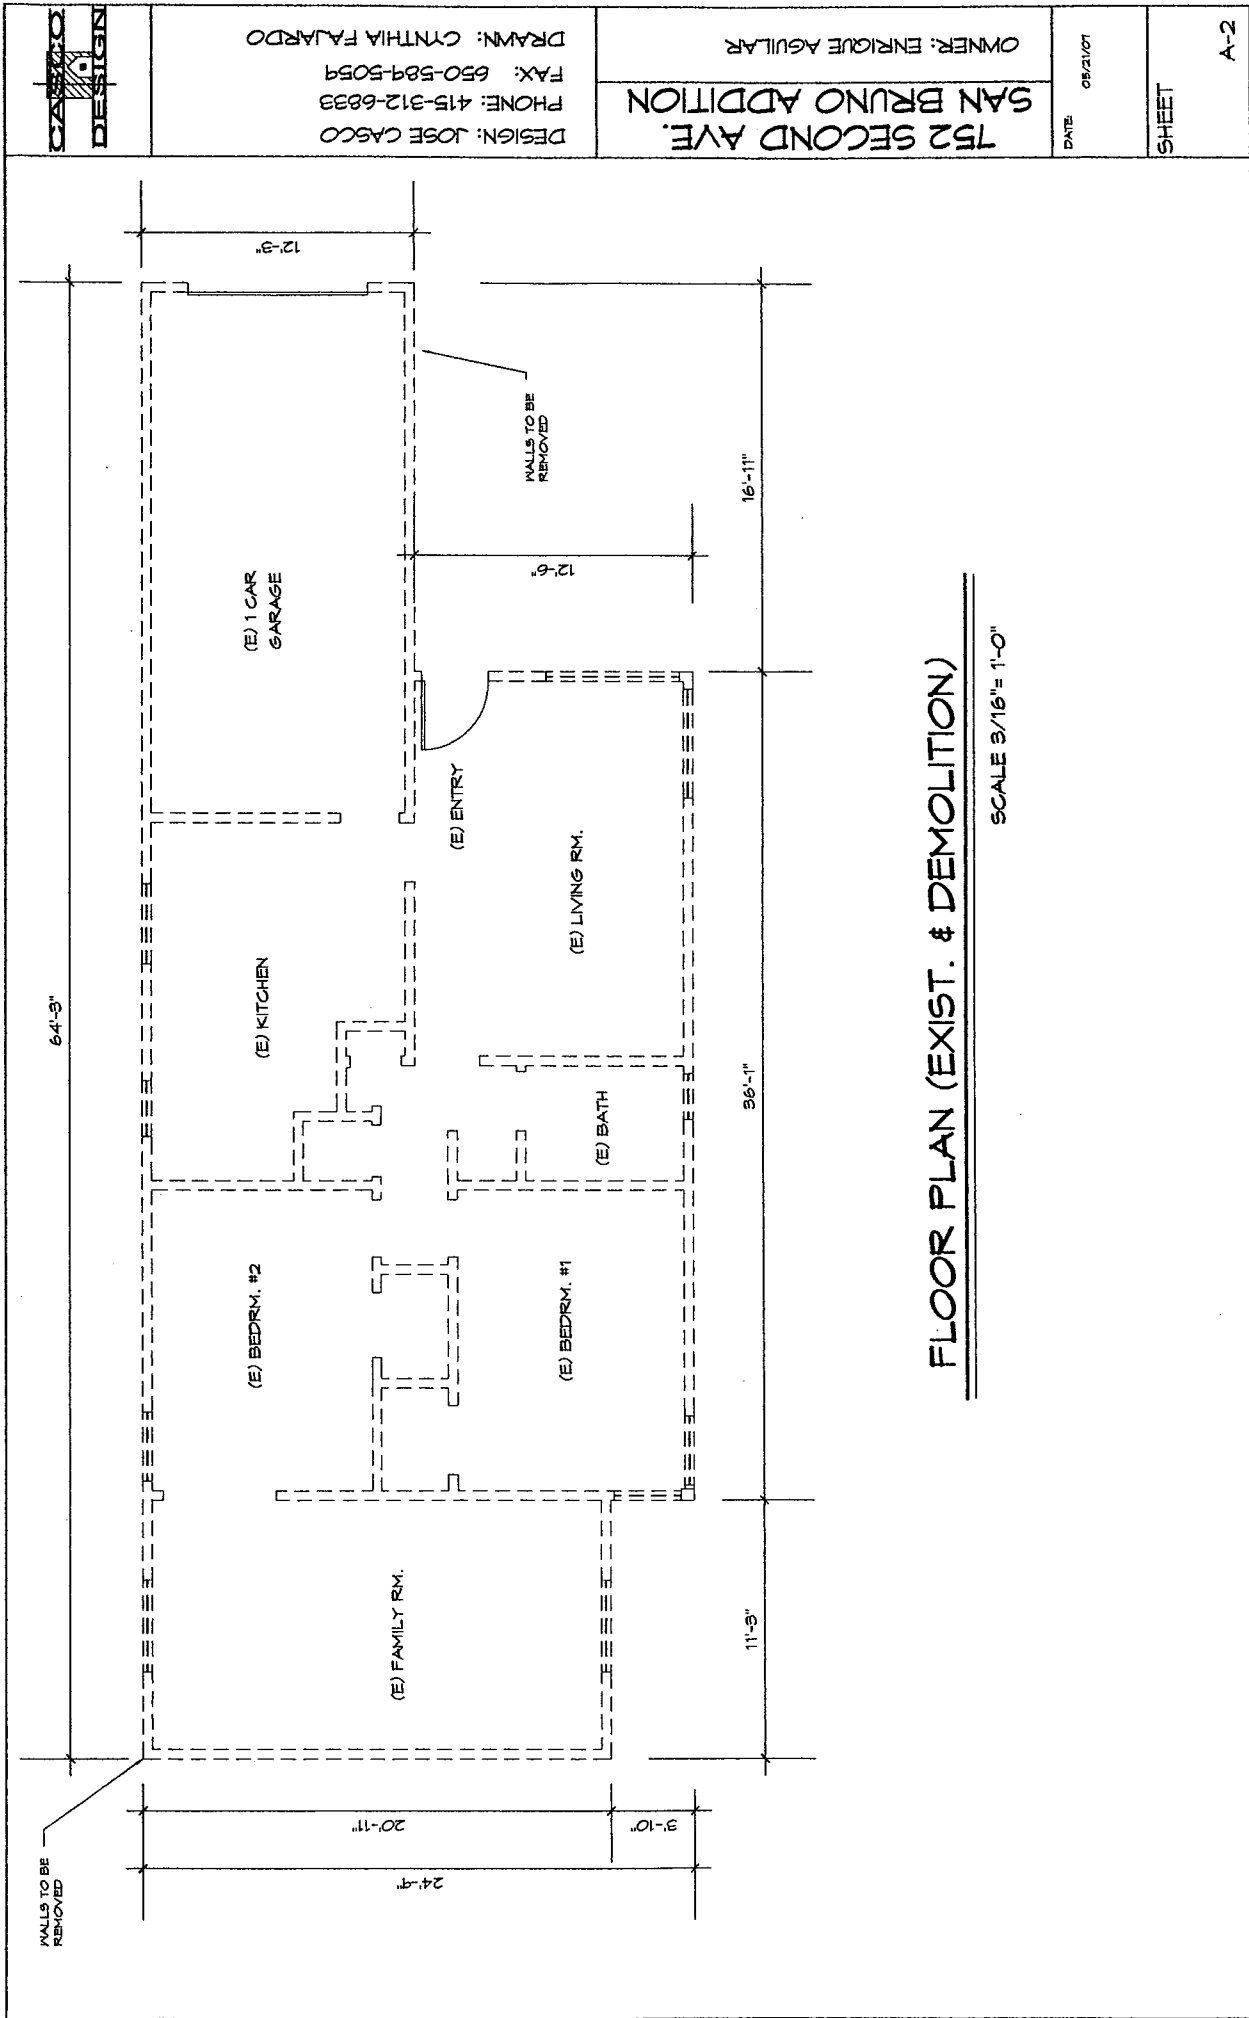 CASCO
DESIGN
DESIGN: JOSE CASCO
PHONE: 415-312-6833
FAX: 650-589-5059
DRAWN: CYNTHIA FAJARDO
752 SECOND AVE.
SAN BRUNO ADDITION
OWNER: ENRIQUE AGUILAR
DATE:
05/21/07
SHEET
A-2
WALLS TO BE
REMOVED
64'-3"
12'-3"
(E) 1 CAR
GARAGE
WALLS TO BE
REMOVED
12'-6"
16'-11"
(E) ENTRY
(E) KITCHEN
(E) LIVING RM.
(E) BATH
36'-1"
(E) BEDRM. #2
(E) BEDRM. #1
(E) FAMILY RM.
11'-3"
20'-11"
3'-10"
24'-9"
FLOOR PLAN (EXIST. & DEMOLITION)
SCALE 3/16"= 1'-0"